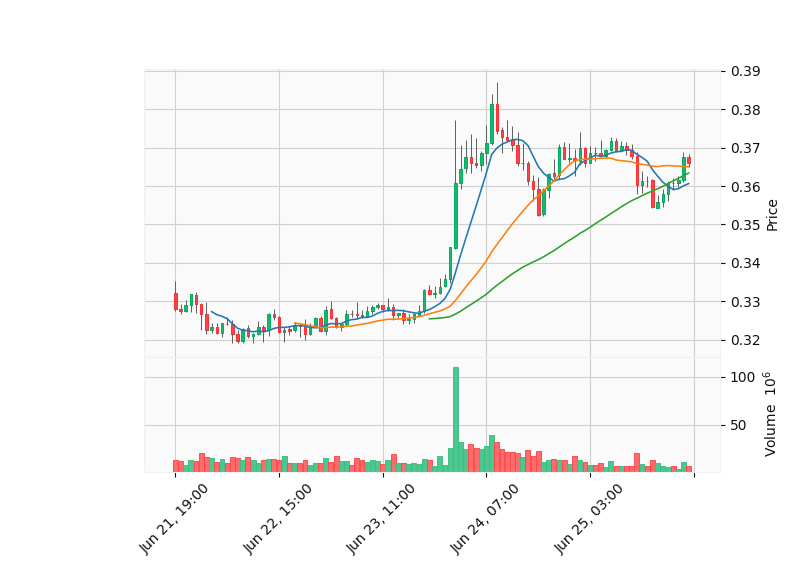 0.39
0.38
0.37
0.36
0.35
0.34
0.33
0.32
Price
100
50
Volume 10^6
Jun 21, 19:00
Jun 22, 15:00
Jun 23, 11:00
Jun 24, 07:00
Jun 25, 03:00